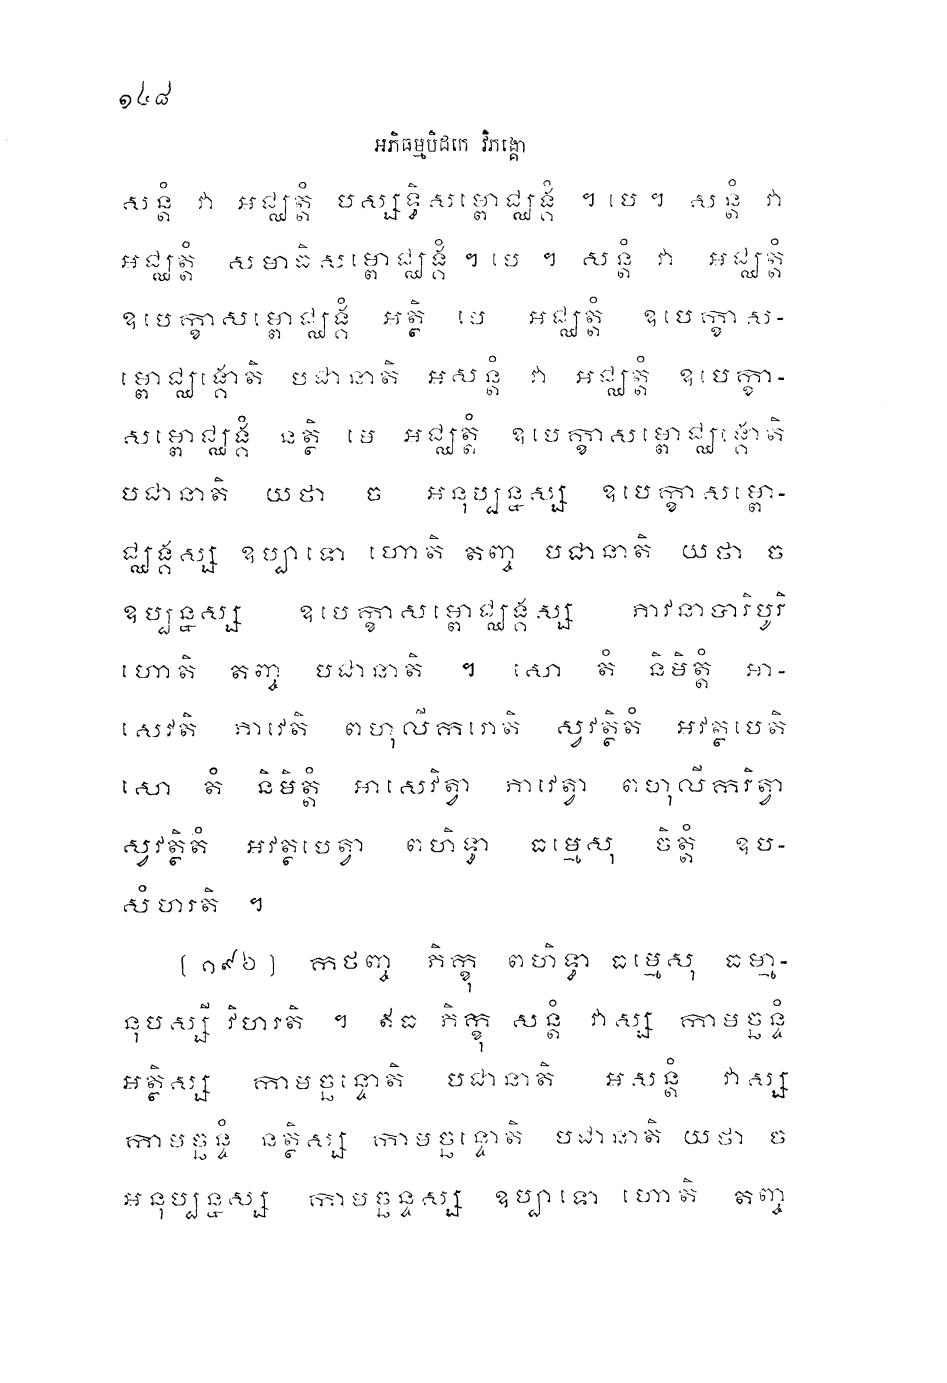 ១៤៨
អភិធម្មបិដកេ វិភង្គោ
សន្តំ វា អជ្ឈត្តំ បស្សទ្ធិសម្ពោជ្ឈង្គំ ។ បេ ។ សន្តំ វា
អជ្ឈត្តំ សមាធិសម្ពោជ្ឈង្គំ ។ បេ ។ សន្តំ វា អជ្ឈត្តំ
ឧបេក្ខាសម្ពោជ្ឈង្គំ អត្ថិ មេ អជ្ឈត្តំ ឧបេក្ខាស-
ម្ពោជ្ឈង្គោតិ បជានាតិ អសន្តំ វា អជ្ឈត្តំ ឧបេក្ខា-
សម្ពោជ្ឈង្គំ នត្ថិ មេ អជ្ឈត្តំ ឧបេក្ខាសម្ពោជ្ឈង្គោតិ
បជានាតិ យថា ច អនុប្បន្នស្ស ឧបេក្ខាសម្ពោ-
ជ្ឈង្គស្ស ឧប្បាទោ ហោតិ តញ្ច បជានាតិ យថា ច
ឧប្បន្នស្ស ឧបេក្ខាសម្ពោជ្ឈង្គស្ស ភាវនាបារិបូរិ
ហោតិ តញ្ច បជានាតិ ។ សោ តំ និមិត្តំ អា-
សេវតិ ភាវេតិ ពហុលីករោតិ ស្វវត្ថិតំ អវត្ថបេតិ
សោ តំ និមិត្តំ អាសេវិត្វា ភាវេត្វា ពហុលីករិត្វា
ស្វវត្ថិតំ អវត្ថបេត្វា ពហិទ្ធា ធម្មេសុ ចិត្តំ ឧប-
សំហរតិ ។
(១៩៦) កថញ្ច ភិក្ខុ ពហិទ្ធា ធម្មេសុ ធម្មា-
នុបស្សី វិហរតិ ។ ឥធ ភិក្ខុ សន្តំ វាស្ស កាមច្ឆន្ទំ
អត្ថិស្ស កាមច្ឆន្ទោតិ បជានាតិ អសន្តំ វាស្ស
កាមច្ឆន្ទំ នត្ថិស្ស កាមច្ឆន្ទោតិ បជានាតិ យថា ច
អនុប្បន្នស្ស កាមច្ឆន្ទស្ស ឧប្បាទោ ហោតិ តញ្ច